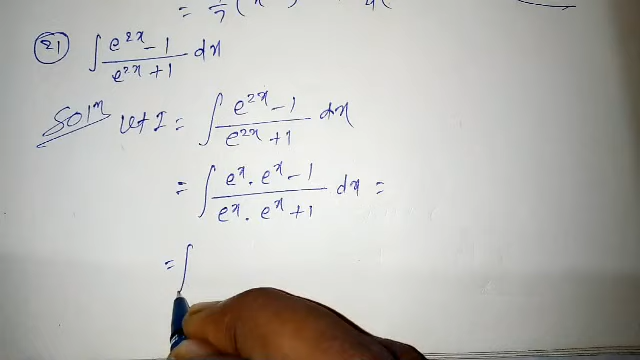 (21) ∫ e^{2x} - 1 / e^{2x} + 1 dx
Soln let I = ∫ e^{2x} - 1 / e^{2x} + 1 dx
= ∫ e^x . e^x - 1 / e^x . e^x + 1 dx =
= ∫